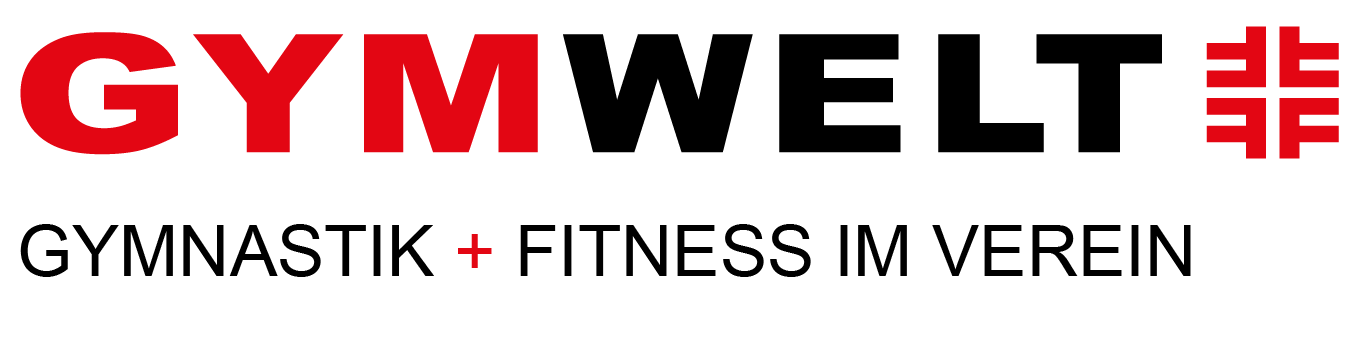 GYMWELT
GYMNASTIK + FITNESS IM VEREIN